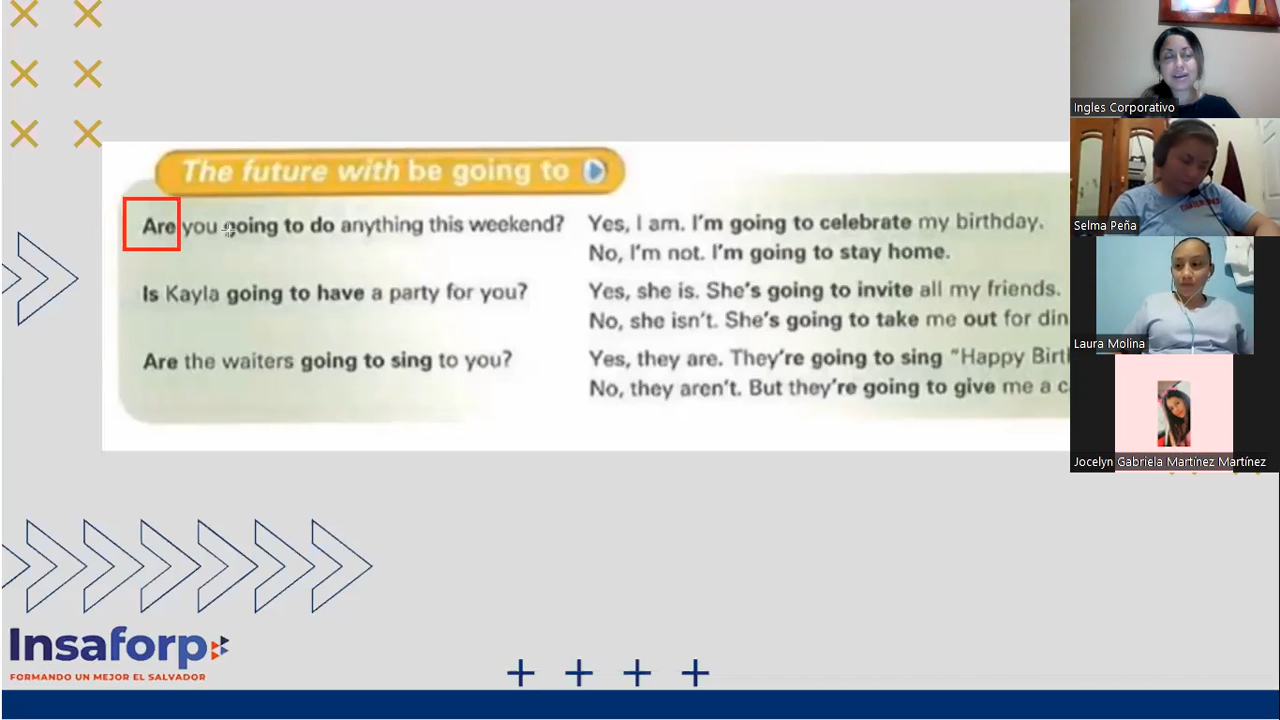 The future with be going to
Are you going to do anything this weekend?
Yes, I am. I'm going to celebrate my birthday.
No, I'm not. I'm going to stay home.
Is Kayla going to have a party for you?
Yes, she is. She's going to invite all my friends.
No, she isn't. She's going to take me out for din
Are the waiters going to sing to you?
Yes, they are. They're going to sing "Happy Birt
No, they aren't. But they're going to give me a c
Ingles Corporativo
Selma Peña
Laura Molina
Jocelyn Gabriela Martínez Martínez
Insaforp
FORMANDO UN MEJOR EL SALVADOR